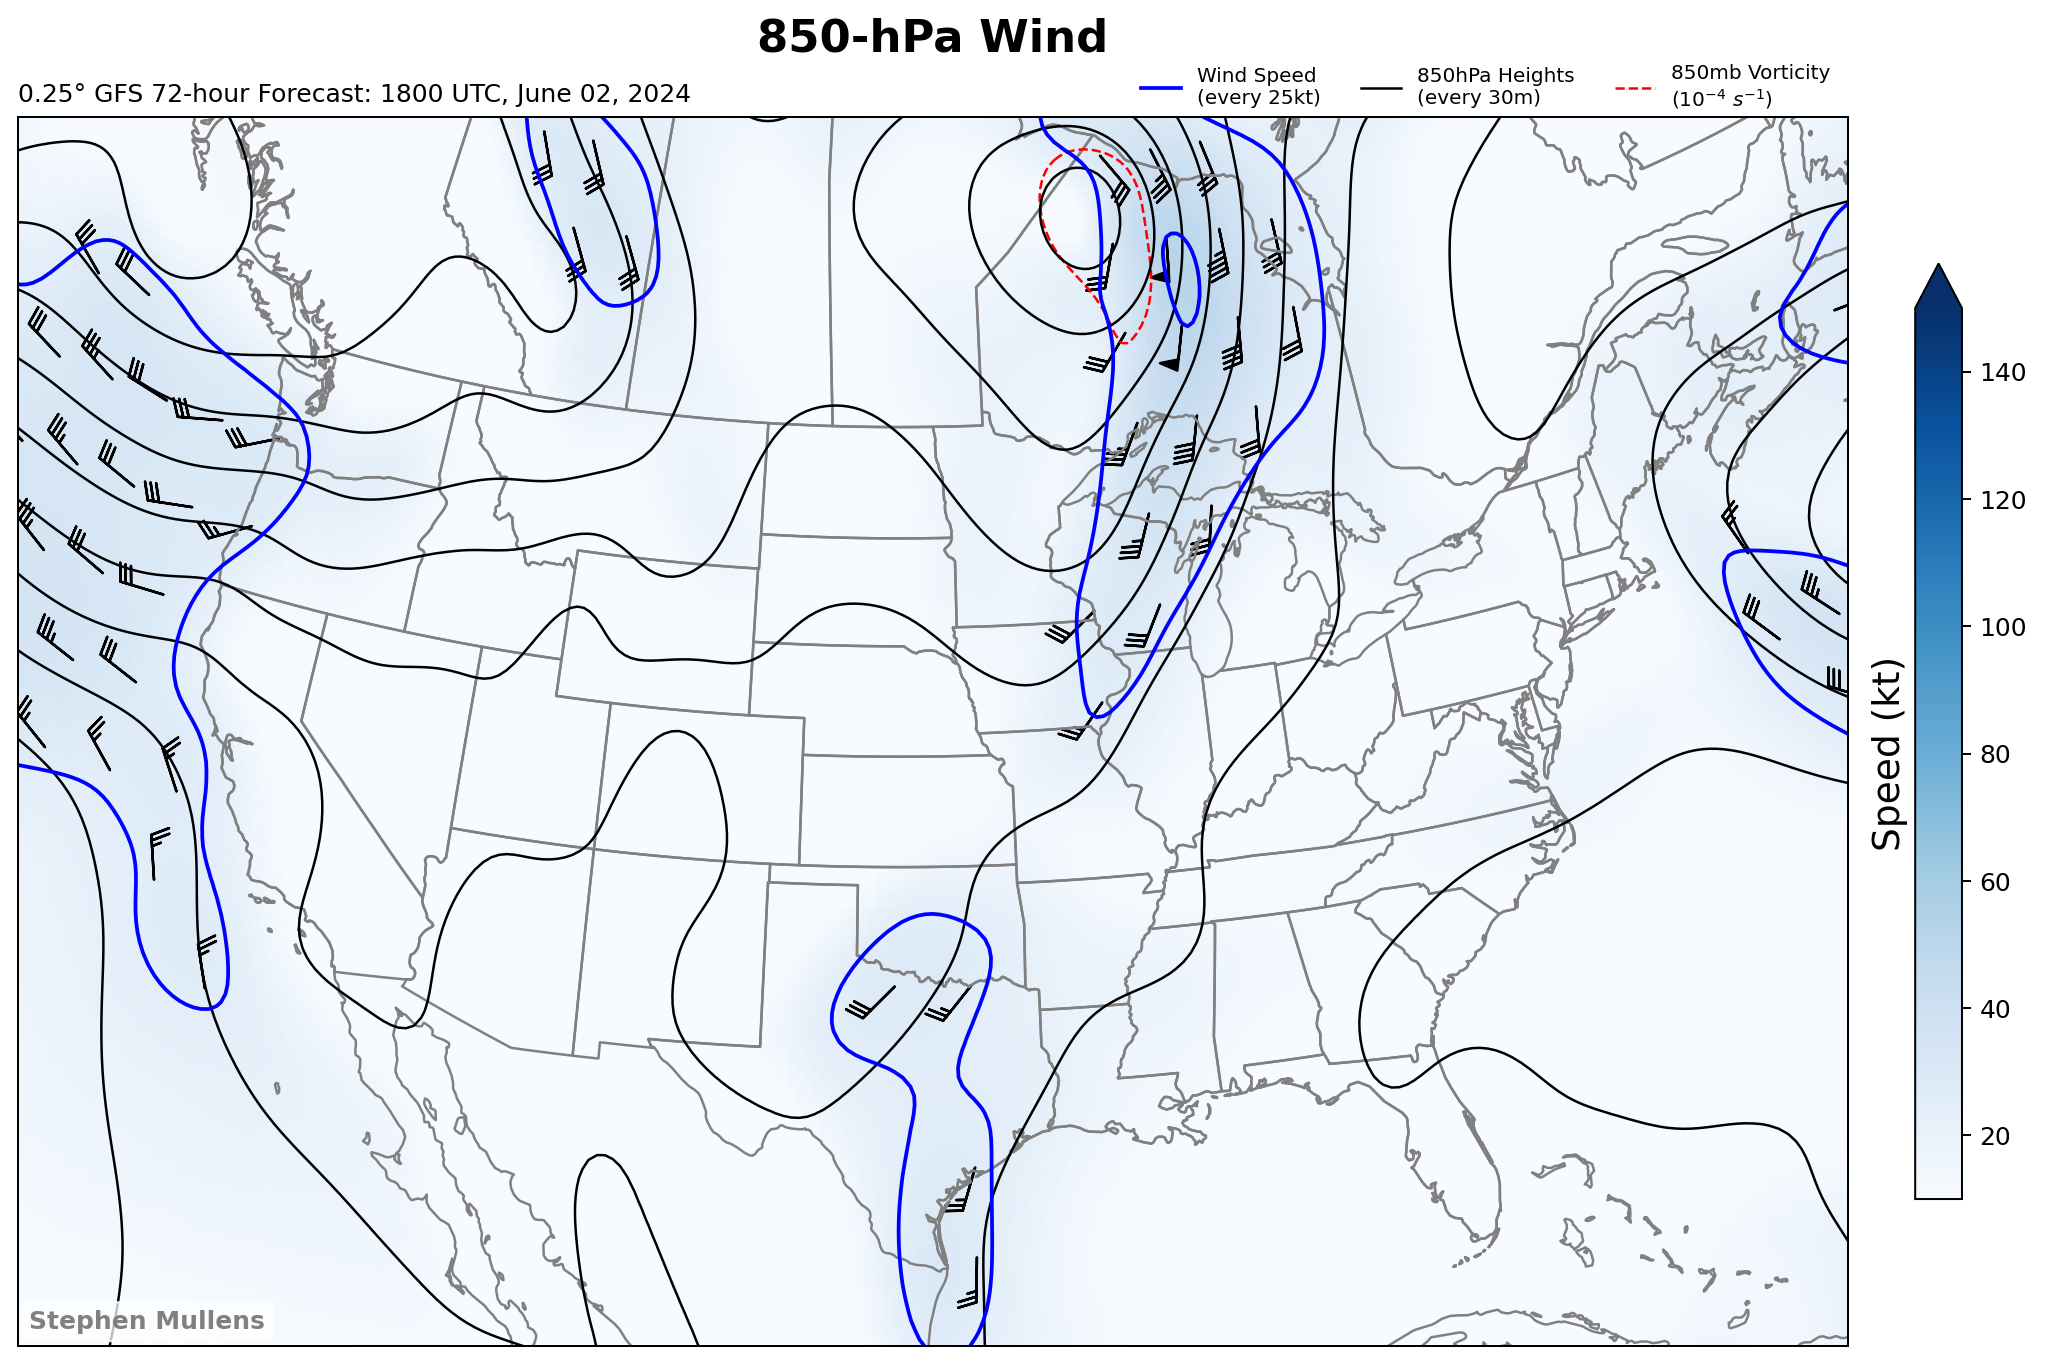 850-hPa Wind
0.25° GFS 72-hour Forecast: 1800 UTC, June 02, 2024
Wind Speed
(every 25kt)
850hPa Heights
(every 30m)
850mb Vorticity
(10⁻⁴ s⁻¹)
140
120
100
80
60
40
20
Speed (kt)
Stephen Mullens